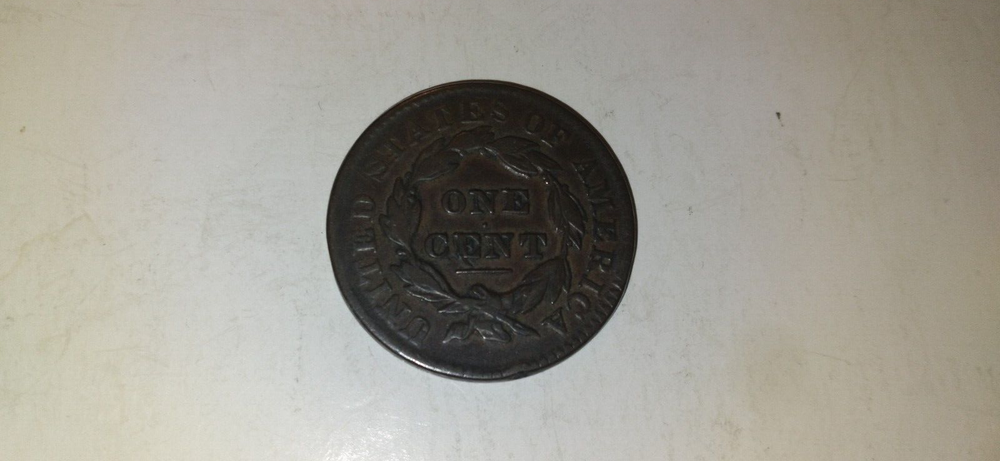 UNITED STATES OF AMERICA
ONE
CENT